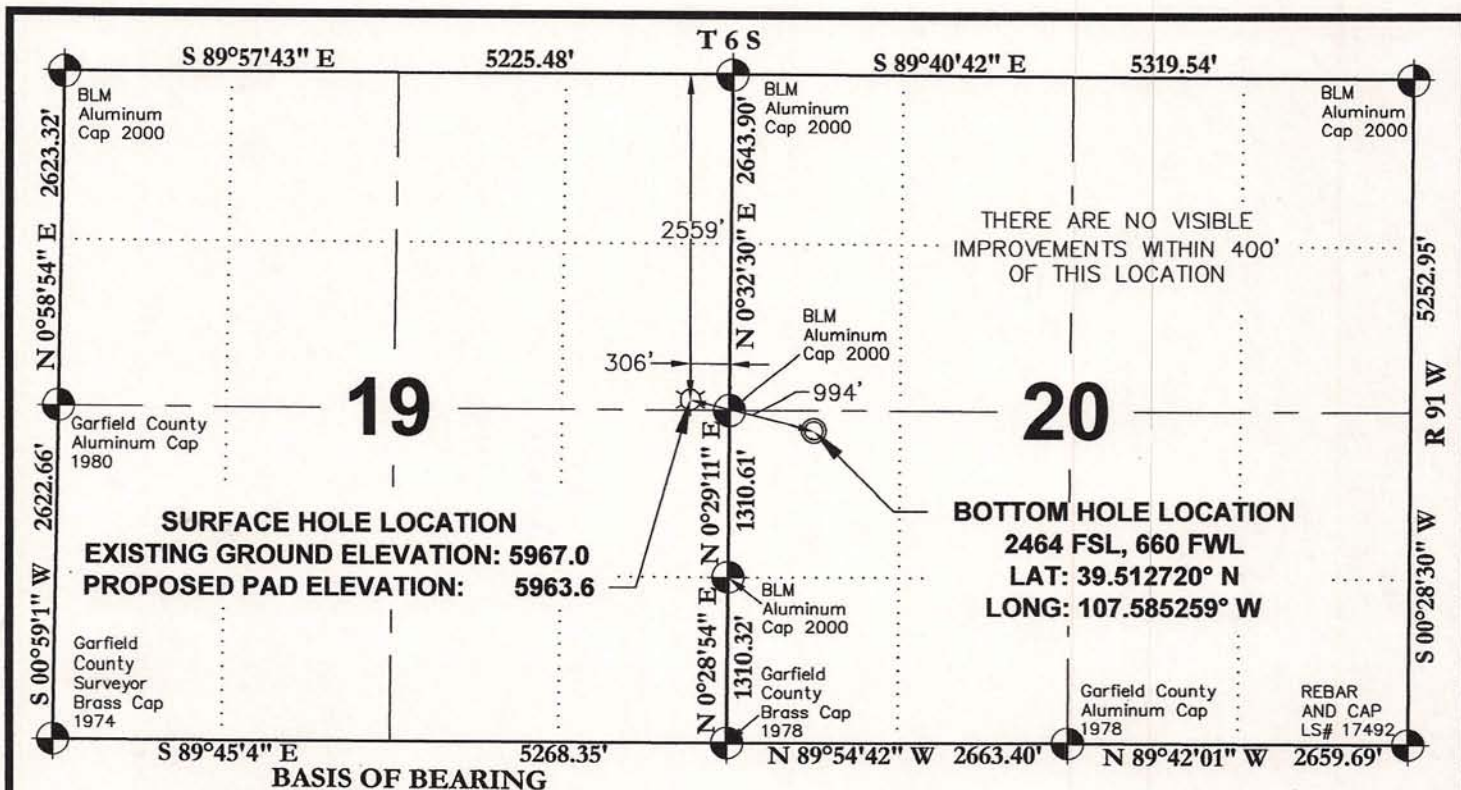 T 6 S
S 89°57'43" E 5225.48'
S 89°40'42" E 5319.54'
BLM
Aluminum
Cap 2000
BLM
Aluminum
Cap 2000
BLM
Aluminum
Cap 2000
N 0°58'54" E 2623.32'
N 0°32'30" E 2643.90'
2559'
THERE ARE NO VISIBLE
IMPROVEMENTS WITHIN 400'
OF THIS LOCATION
5252.95'
R 91 W
S 00°28'30" W
BLM
Aluminum
Cap 2000
306'
994'
19
20
Garfield County
Aluminum Cap
1980
S 00°59'1" W 2622.66'
N 0°29'11" E 1310.61'
SURFACE HOLE LOCATION
EXISTING GROUND ELEVATION: 5967.0
PROPOSED PAD ELEVATION: 5963.6
BOTTOM HOLE LOCATION
2464 FSL, 660 FWL
LAT: 39.512720° N
LONG: 107.585259° W
BLM
Aluminum
Cap 2000
N 0°28'54" E 1310.32'
Garfield
County
Surveyor
Brass Cap
1974
Garfield
County
Brass Cap
1978
Garfield County
Aluminum Cap
1978
REBAR
AND CAP
LS# 17492
S 89°45'4" E 5268.35'
N 89°54'42" W 2663.40'
N 89°42'01" W 2659.69'
BASIS OF BEARING